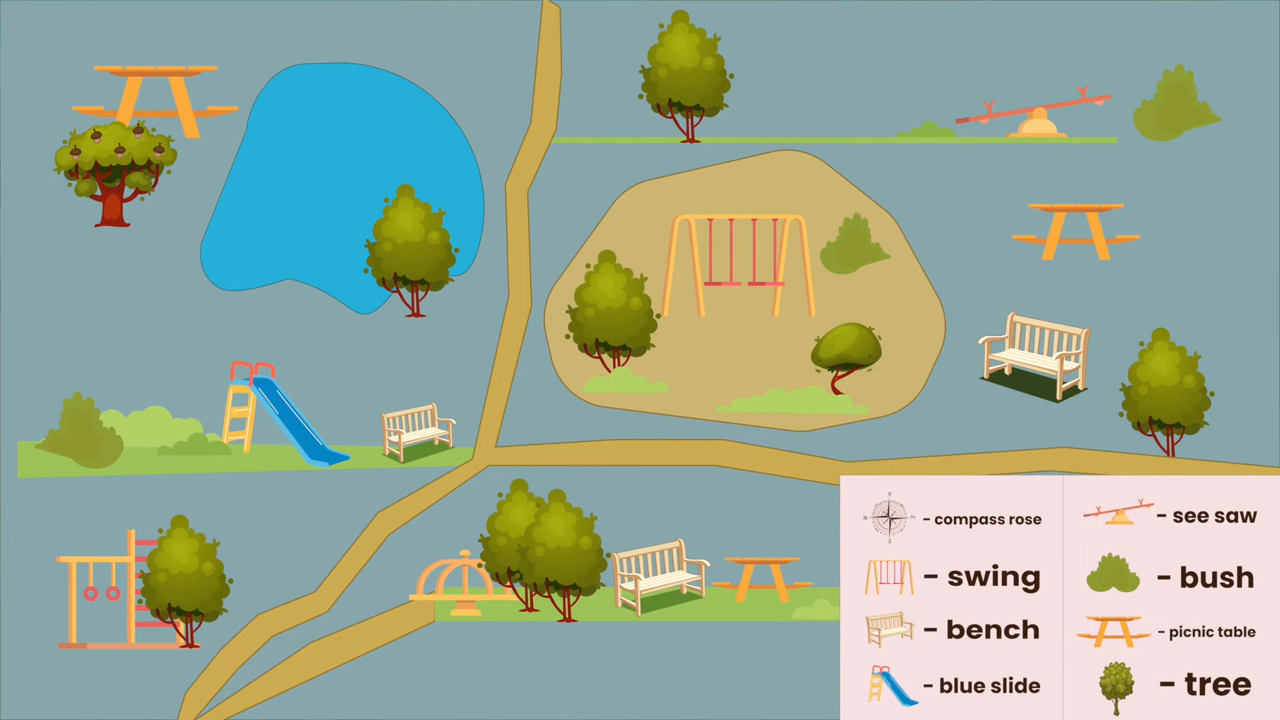 - compass rose
- swing
- bench
- blue slide
- see saw
- bush
- picnic table
- tree